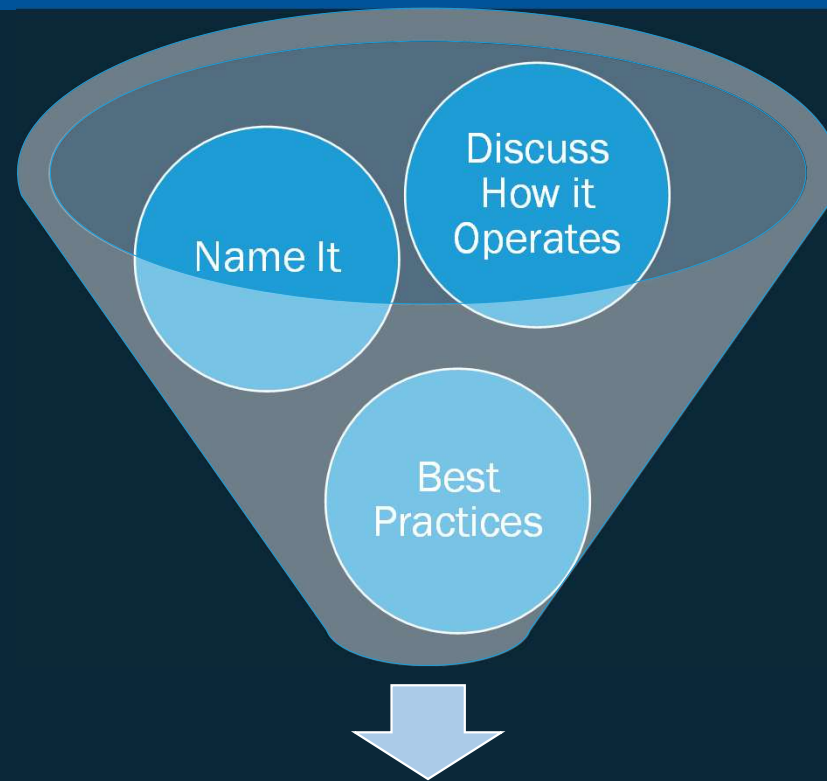 Name It
Discuss
How it
Operates
Best
Practices